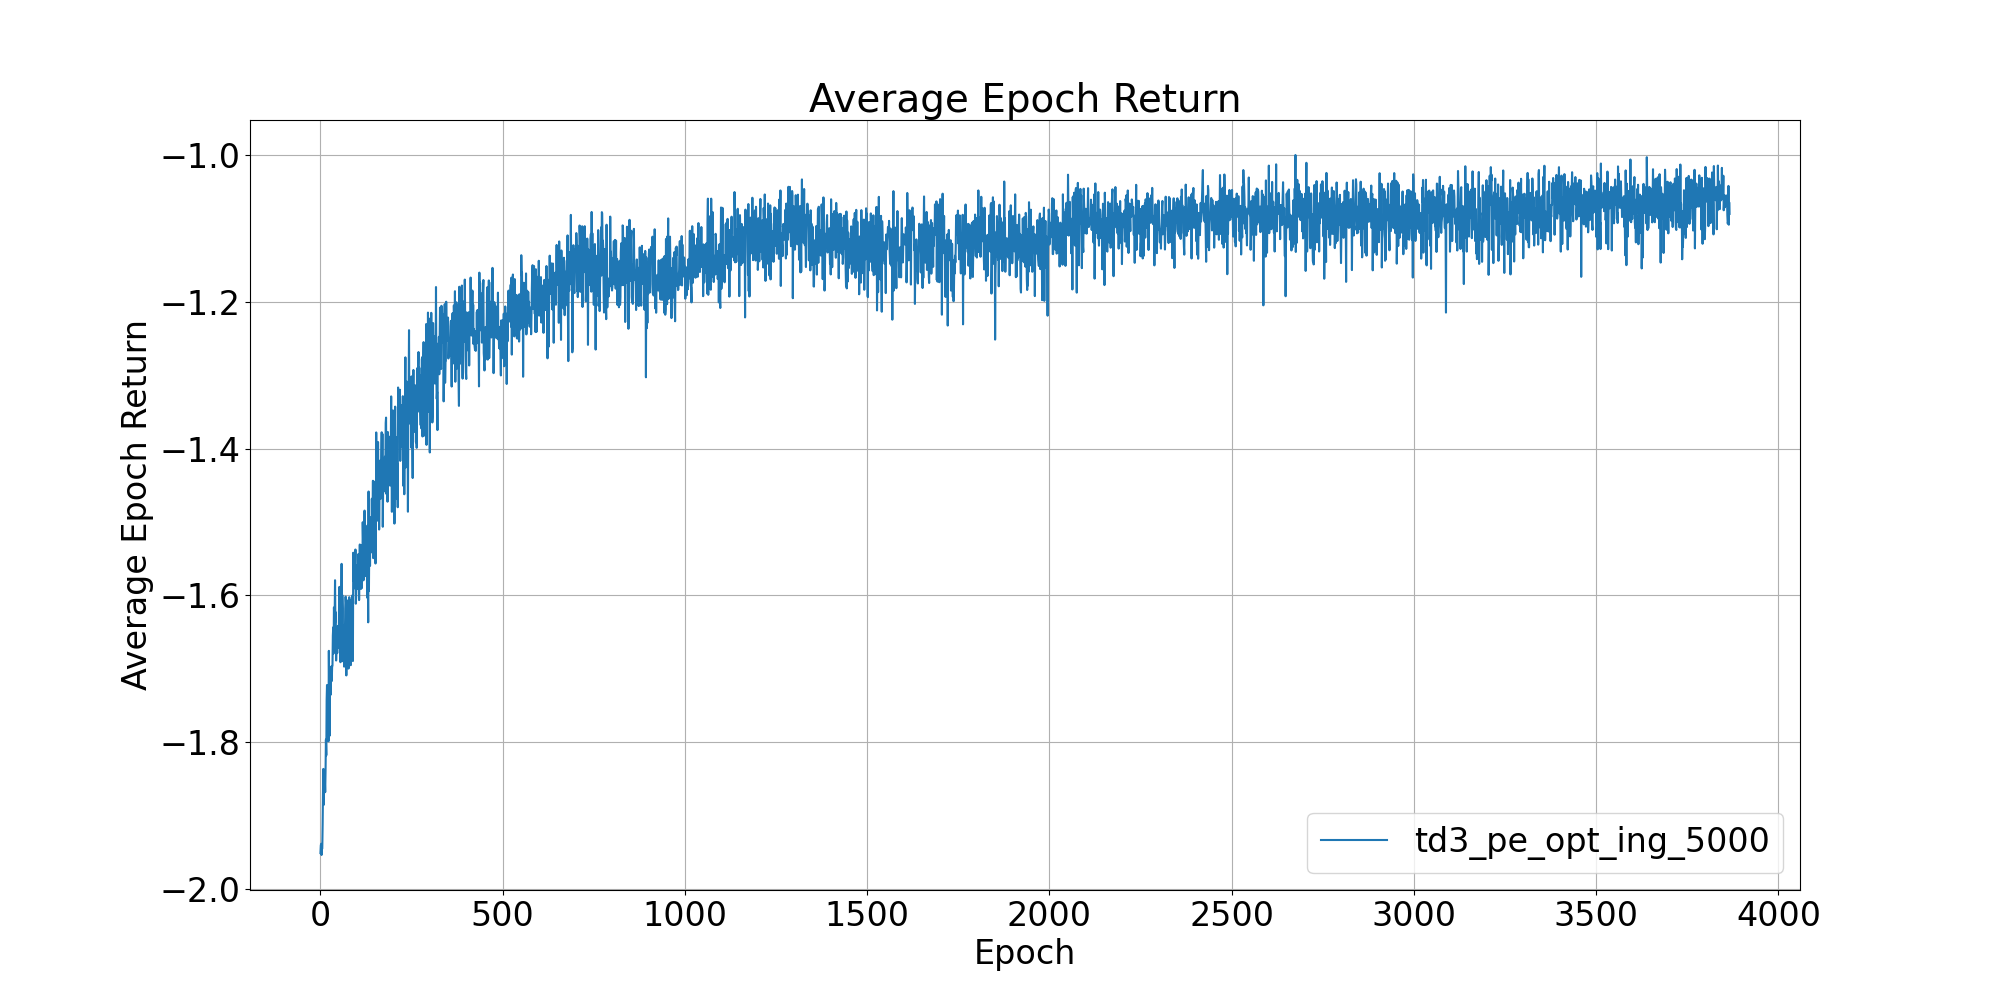 Average Epoch Return
Average Epoch Return
−1.0
−1.2
−1.4
−1.6
−1.8
−2.0
0 500 1000 1500 2000 2500 3000 3500 4000
Epoch
td3_pe_opt_ing_5000